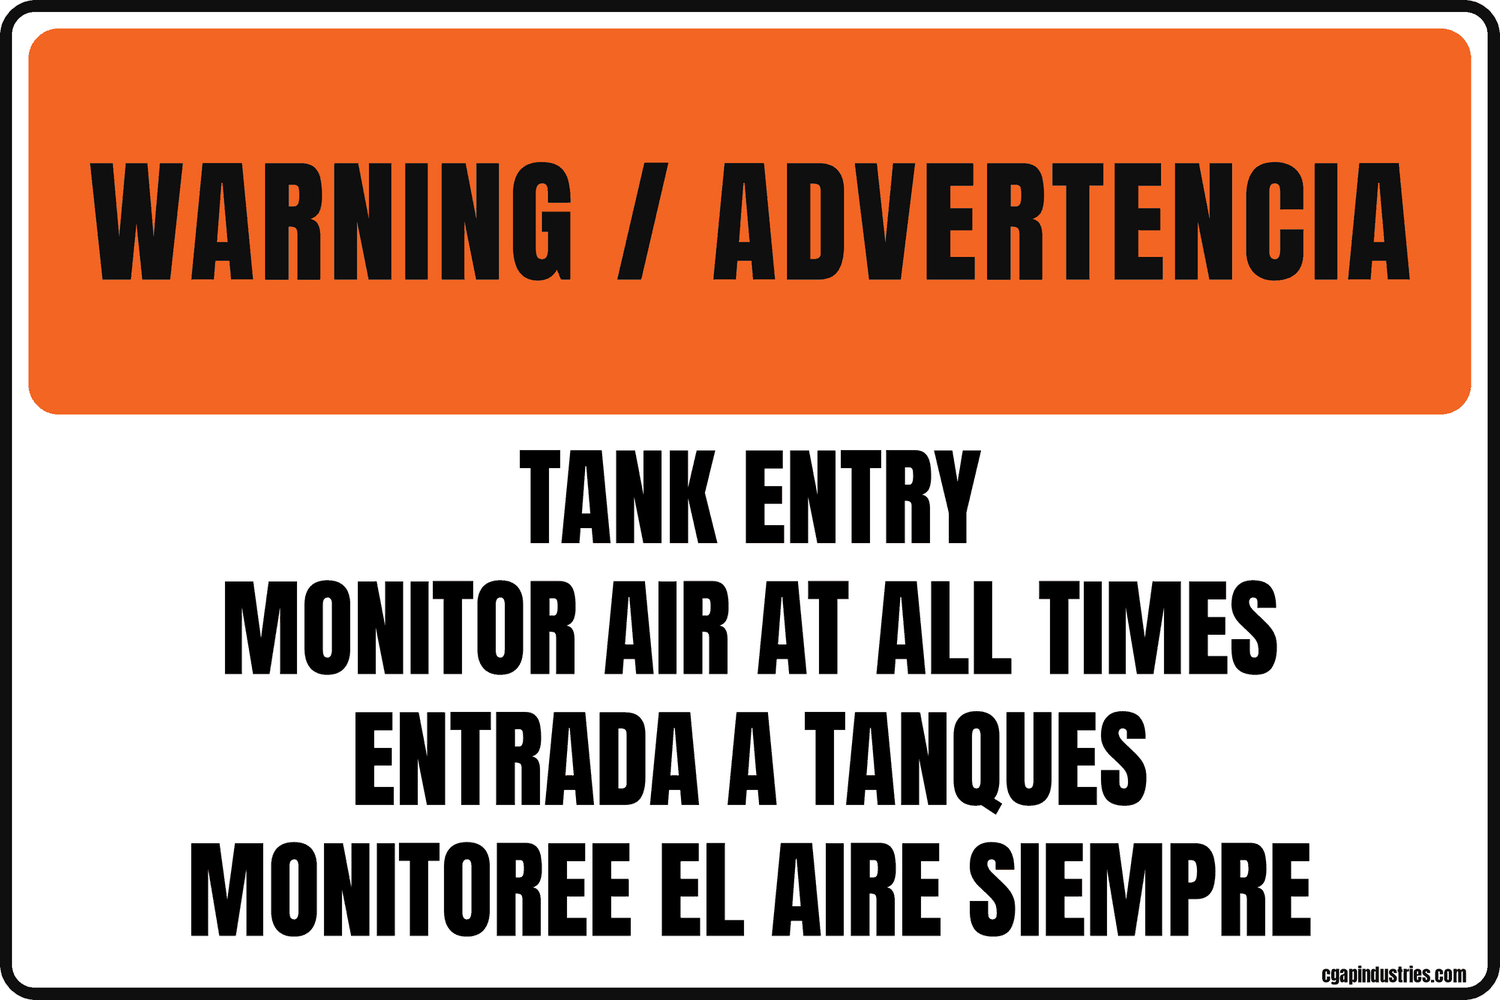 WARNING / ADVERTENCIA
TANK ENTRY
MONITOR AIR AT ALL TIMES
ENTRADA A TANQUES
MONITOREE EL AIRE SIEMPRE
cgapindustries.com